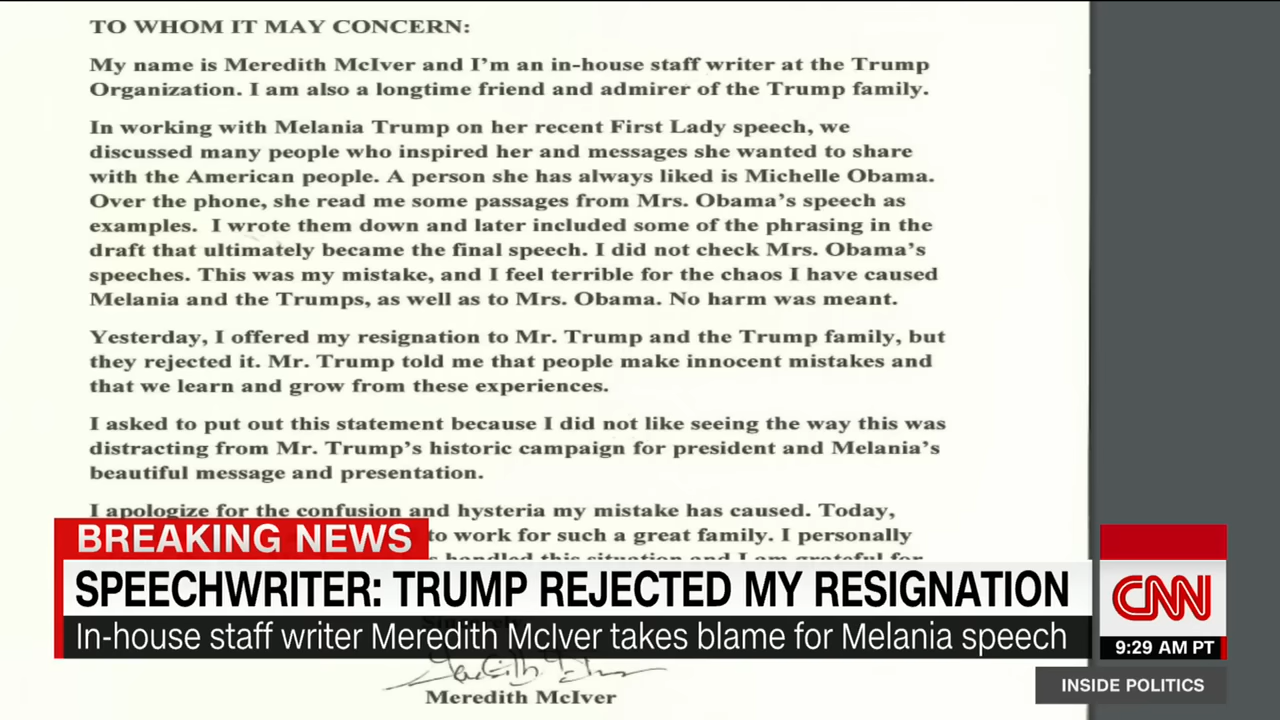 TO WHOM IT MAY CONCERN:
My name is Meredith McIver and I'm an in-house staff writer at the Trump
Organization. I am also a longtime friend and admirer of the Trump family.
In working with Melania Trump on her recent First Lady speech, we
discussed many people who inspired her and messages she wanted to share
with the American people. A person she has always liked is Michelle Obama.
Over the phone, she read me some passages from Mrs. Obama's speech as
examples. I wrote them down and later included some of the phrasing in the
draft that ultimately became the final speech. I did not check Mrs. Obama's
speeches. This was my mistake, and I feel terrible for the chaos I have caused
Melania and the Trumps, as well as to Mrs. Obama. No harm was meant.
Yesterday, I offered my resignation to Mr. Trump and the Trump family, but
they rejected it. Mr. Trump told me that people make innocent mistakes and
that we learn and grow from these experiences.
I asked to put out this statement because I did not like seeing the way this was
distracting from Mr. Trump's historic campaign for president and Melania's
beautiful message and presentation.
I apologize for the confusion and hysteria my mistake has caused. Today,
to work for such a great family. I personally
handled this situation and I am grateful for
BREAKING NEWS
SPEECHWRITER: TRUMP REJECTED MY RESIGNATION
In-house staff writer Meredith McIver takes blame for Melania speech
CNN
9:29 AM PT
INSIDE POLITICS
Meredith McIver